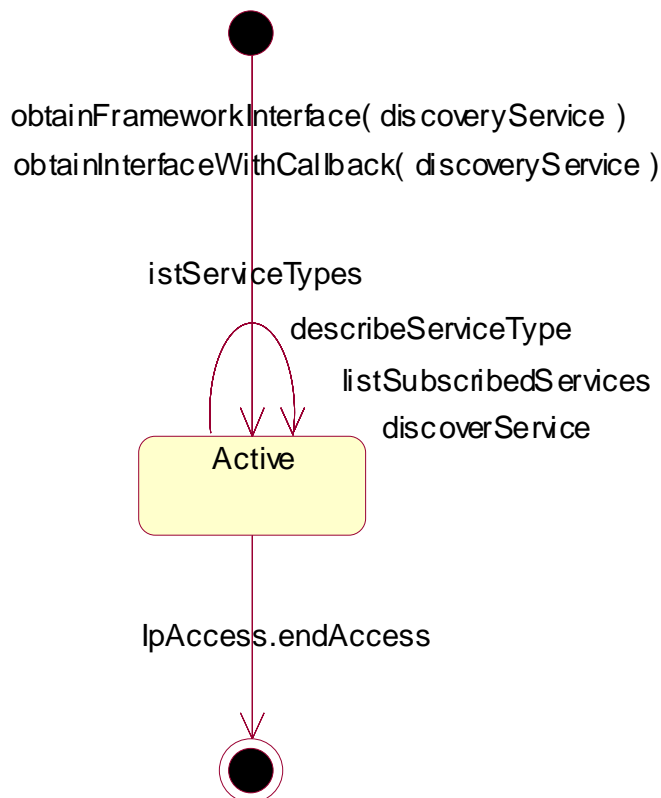 obtainFrameworkInterface( discoveryService )
obtainInterfaceWithCallback( discoveryService )
istServiceTypes
describeServiceType
listSubscribedServices
discoverService
Active
IpAccess.endAccess